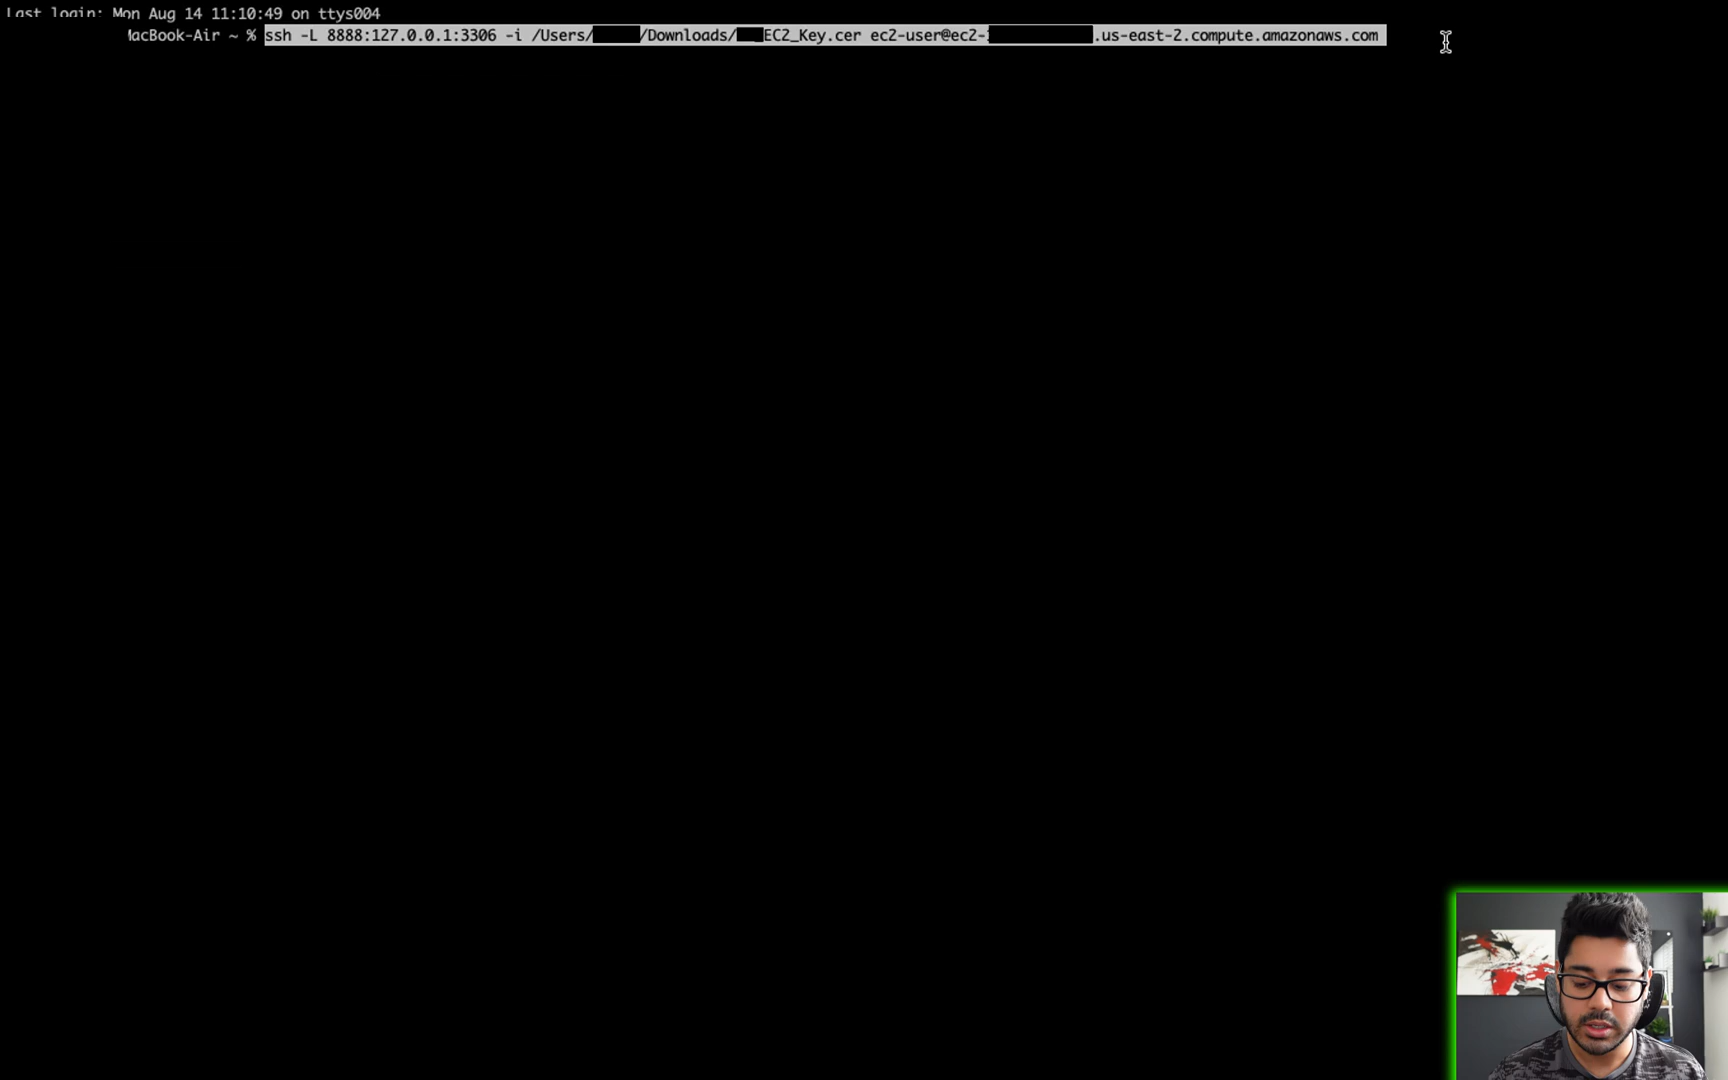 Last login: Mon Aug 14 11:10:49 on ttys004
MacBook-Air ~ % ssh -L 8888:127.0.0.1:3306 -i /Users/ /Downloads/ EC2_Key.cer ec2-user@ec2- .us-east-2.compute.amazonaws.com